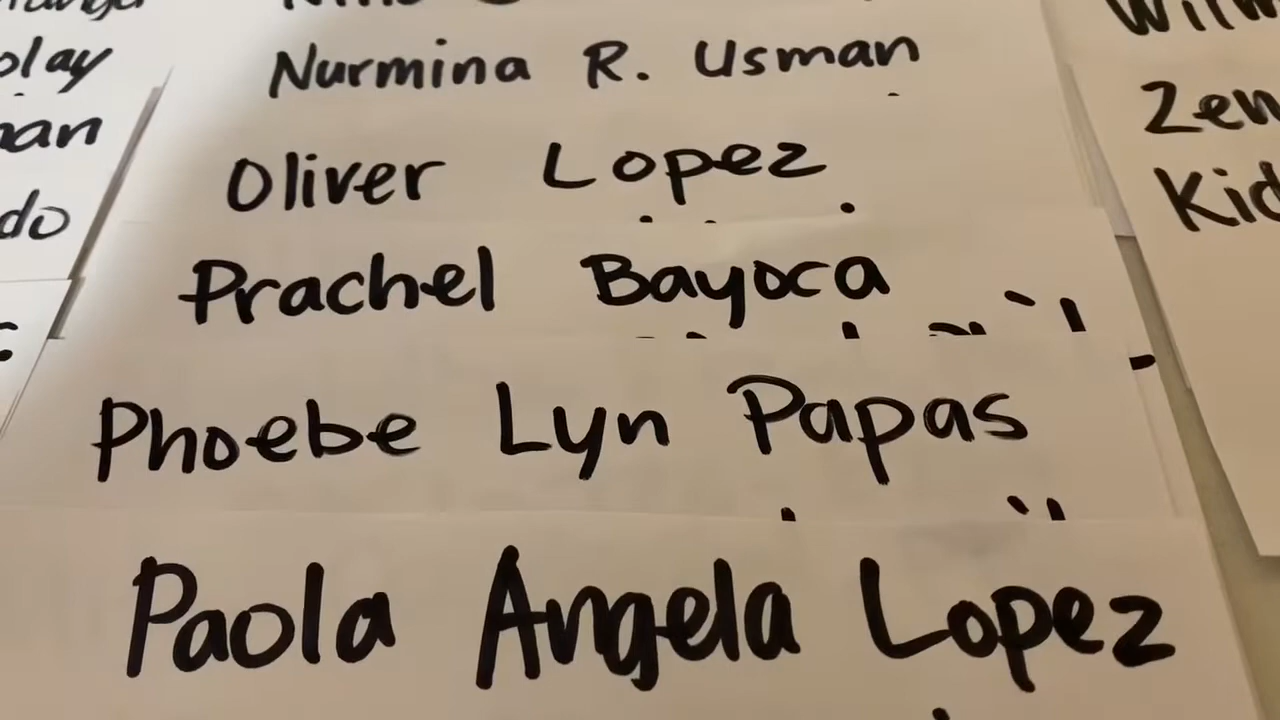 Nurmina R. Usman
Oliver Lopez
Prachel Bayoca
Phoebe Lyn Papas
Paola Angela Lopez